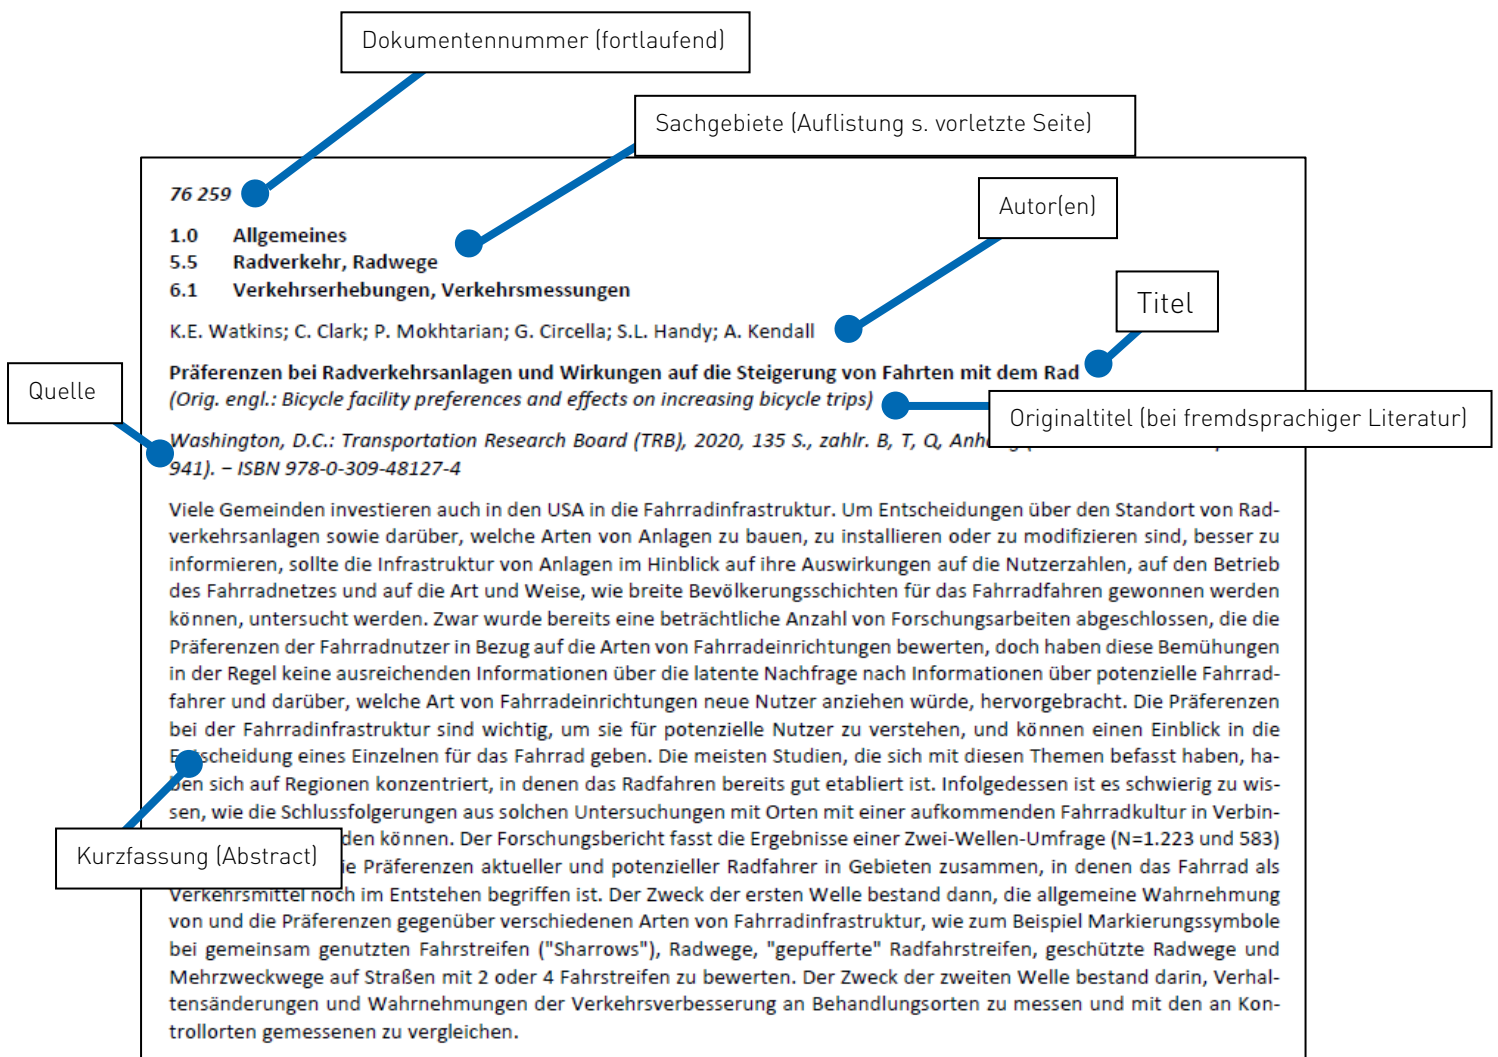 Dokumentennummer (fortlaufend)
Sachgebiete (Auflistung s. vorletzte Seite)
76 259
Autor(en)
1.0 Allgemeines
5.5 Radverkehr, Radwege
6.1 Verkehrserhebungen, Verkehrsmessungen
Titel
K.E. Watkins; C. Clark; P. Mokhtarian; G. Circella; S.L. Handy; A. Kendall
Präferenzen bei Radverkehrsanlagen und Wirkungen auf die Steigerung von Fahrten mit dem Rad
Quelle
(Orig. engl.: Bicycle facility preferences and effects on increasing bicycle trips)
Originaltitel (bei fremdsprachiger Literatur)
Washington, D.C.: Transportation Research Board (TRB), 2020, 135 S., zahlr. B, T, Q,
941). – ISBN 978-0-309-48127-4
Viele Gemeinden investieren auch in den USA in die Fahrradinfrastruktur. Um Entscheidungen über den Standort von Rad-
verkehrsanlagen sowie darüber, welche Arten von Anlagen zu bauen, zu installieren oder zu modifizieren sind, besser zu
informieren, sollte die Infrastruktur von Anlagen im Hinblick auf ihre Auswirkungen auf die Nutzerzahlen, auf den Betrieb
des Fahrradnetzes und auf die Art und Weise, wie breite Bevölkerungsschichten für das Fahrradfahren gewonnen werden
können, untersucht werden. Zwar wurde bereits eine beträchtliche Anzahl von Forschungsarbeiten abgeschlossen, die die
Präferenzen der Fahrradnutzer in Bezug auf die Arten von Fahrradeinrichtungen bewerten, doch haben diese Bemühungen
in der Regel keine ausreichenden Informationen über die latente Nachfrage nach Informationen über potenzielle Fahrrad-
fahrer und darüber, welche Art von Fahrradeinrichtungen neue Nutzer anziehen würde, hervorgebracht. Die Präferenzen
bei der Fahrradinfrastruktur sind wichtig, um sie für potenzielle Nutzer zu verstehen, und können einen Einblick in die
Entscheidung eines Einzelnen für das Fahrrad geben. Die meisten Studien, die sich mit diesen Themen befasst haben, ha-
ben sich auf Regionen konzentriert, in denen das Radfahren bereits gut etabliert ist. Infolgedessen ist es schwierig zu wis-
sen, wie die Schlussfolgerungen aus solchen Untersuchungen mit Orten mit einer aufkommenden Fahrradkultur in Verbin-
den können. Der Forschungsbericht fasst die Ergebnisse einer Zwei-Wellen-Umfrage (N=1.223 und 583)
Kurzfassung (Abstract)
ie Präferenzen aktueller und potenzieller Radfahrer in Gebieten zusammen, in denen das Fahrrad als
Verkehrsmittel noch im Entstehen begriffen ist. Der Zweck der ersten Welle bestand dann, die allgemeine Wahrnehmung
von und die Präferenzen gegenüber verschiedenen Arten von Fahrradinfrastruktur, wie zum Beispiel Markierungssymbole
bei gemeinsam genutzten Fahrstreifen ("Sharrows"), Radwege, "gepufferte" Radfahrstreifen, geschützte Radwege und
Mehrzweckwege auf Straßen mit 2 oder 4 Fahrstreifen zu bewerten. Der Zweck der zweiten Welle bestand darin, Verhal-
tensänderungen und Wahrnehmungen der Verkehrsverbesserung an Behandlungsorten zu messen und mit den an Kon-
trollorten gemessenen zu vergleichen.